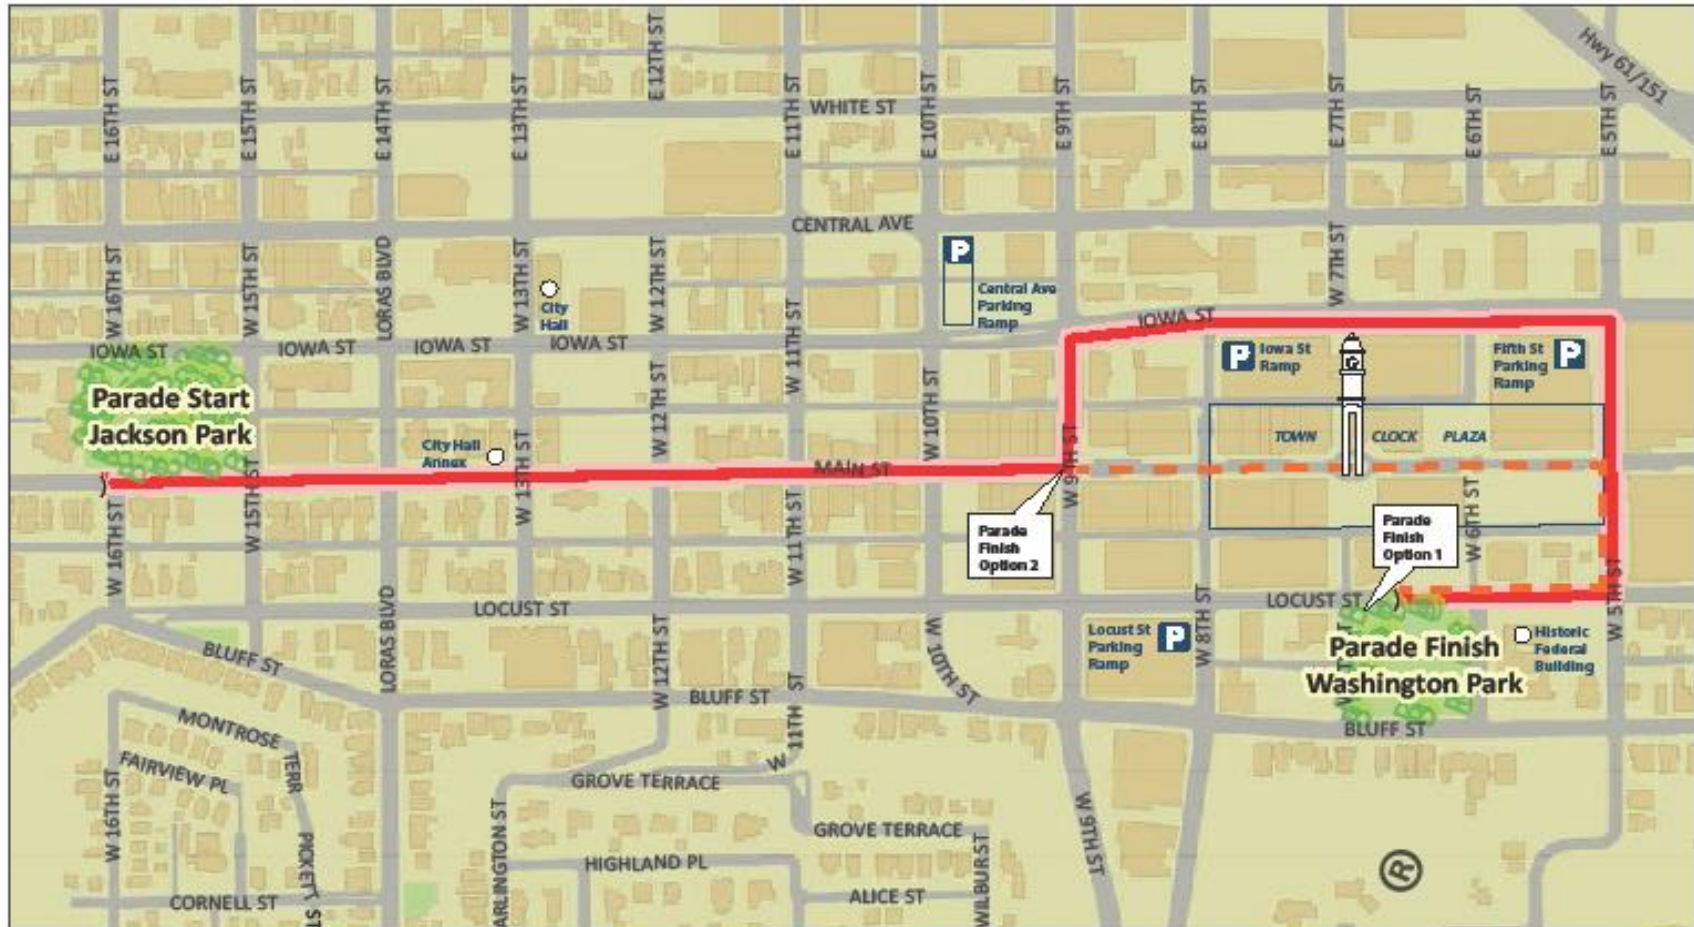 Hwy 61/151
E 16TH ST
E 15TH ST
E 14TH ST
E 13TH ST
E 12TH ST
E 11TH ST
E 10TH ST
E 9TH ST
E 8TH ST
E 7TH ST
E 6TH ST
E 5TH ST
WHITE ST
CENTRAL AVE
W 16TH ST
W 15TH ST
LORAS BLVD
W 13TH ST
W 12TH ST
W 11TH ST
W 7TH ST
P
Central Ave
Parking
Ramp
City
Hall
IOWA ST
IOWA ST
IOWA ST
IOWA ST
IOWA ST
Parade Start
Jackson Park
City Hall
Annex
W 12TH ST
W 10TH ST
P
Iowa St
Ramp
Fifth St
Parking
Ramp
P
TOWN CLOCK PLAZA
MAIN ST
W 16TH ST
W 15TH ST
W 13TH ST
W 11TH ST
W 9TH ST
W 6TH ST
Parade
Finish
Option 2
Parade
Finish
Option 1
LOCUST ST
LOCUST ST
LORAS BLVD
W 12TH ST
W 10TH ST
W 8TH ST
W 5TH ST
Locust St
Parking
Ramp
P
Parade Finish
Washington Park
Historic
Federal
Building
BLUFF ST
BLUFF ST
BLUFF ST
W 11TH ST
MONTROSE TERR
FAIRVIEW PL
W 16TH ST
PICKETT ST
CORNELL ST
GROVE TERRACE
GROVE TERRACE
ARLINGTON ST
HIGHLAND PL
ALICE ST
WILBUR ST
W 9TH ST
R